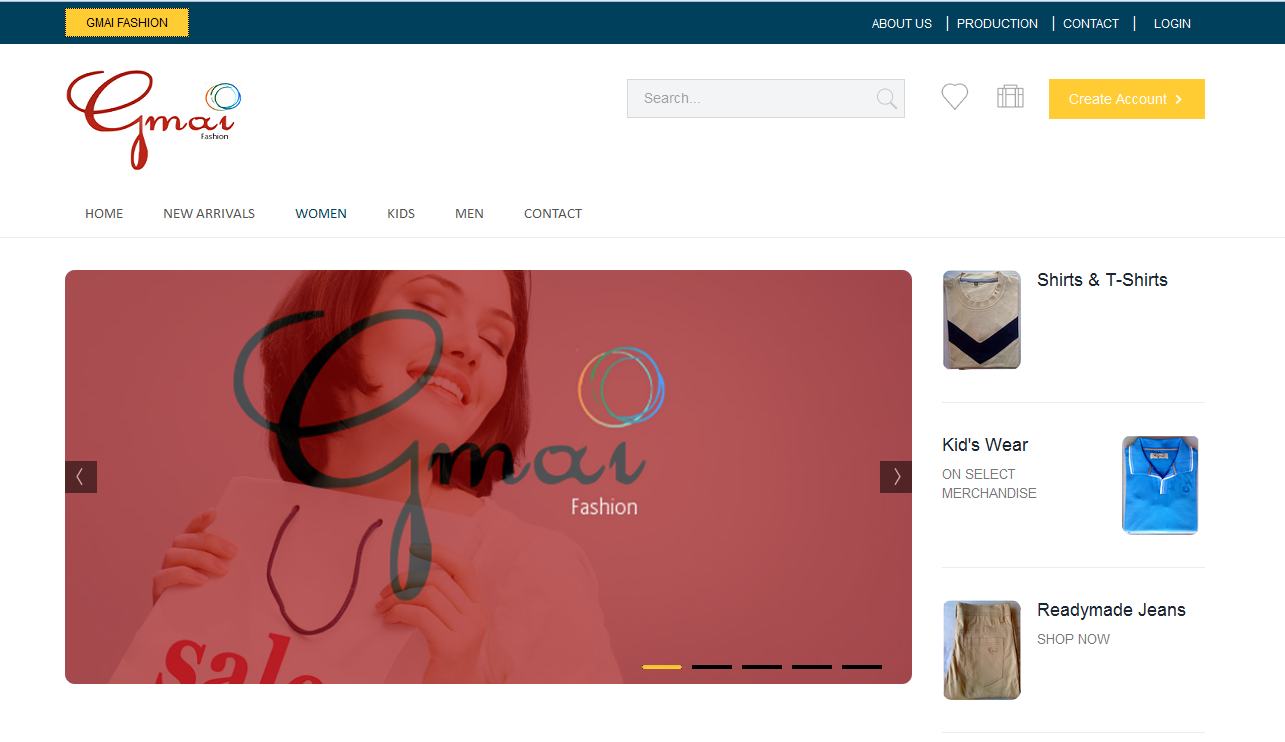 GMAI FASHION
ABOUT US | PRODUCTION | CONTACT | LOGIN
Gmai
Fashion
Search...
Create Account
HOME NEW ARRIVALS WOMEN KIDS MEN CONTACT
Gmai
Fashion
Sale
Shirts & T-Shirts
Kid's Wear
ON SELECT
MERCHANDISE
Readymade Jeans
SHOP NOW